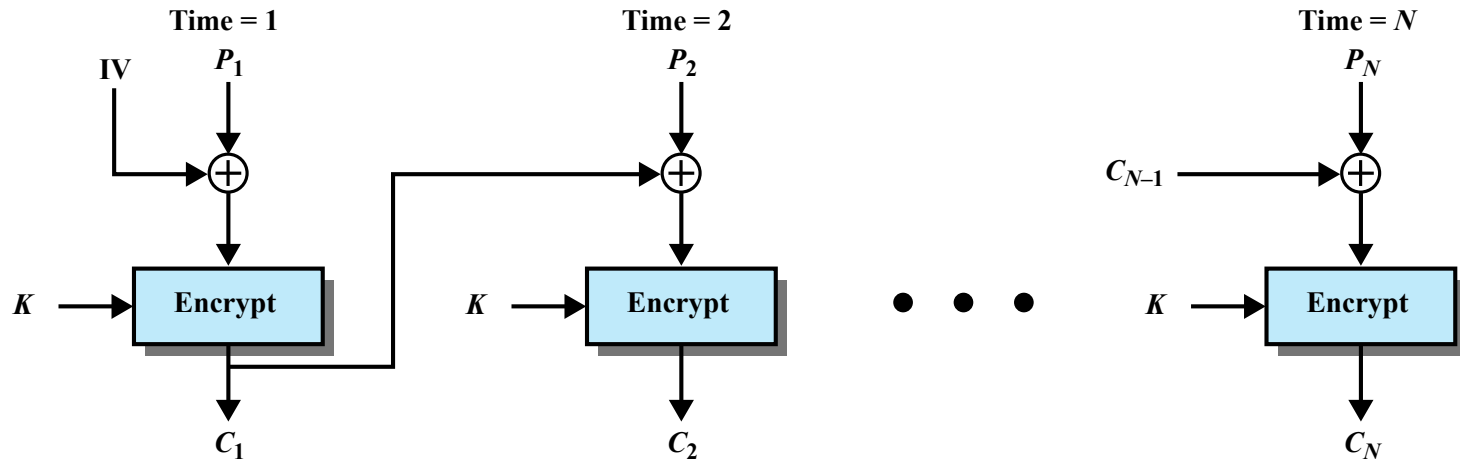 Time = 1
Time = 2
Time = N
IV
P1
P2
PN
CN–1
K
Encrypt
K
Encrypt
K
Encrypt
C1
C2
CN